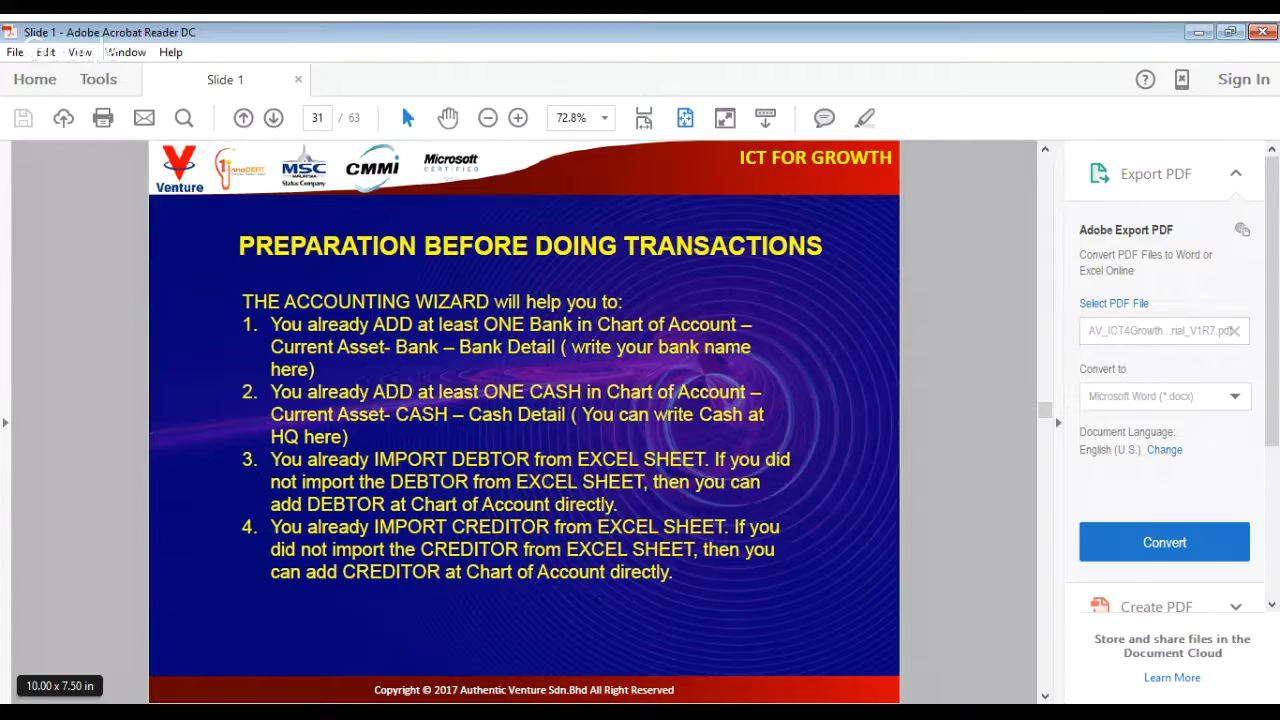 Slide 1 - Adobe Acrobat Reader DC
File Edit View Window Help
Home Tools Slide 1 Sign In
31 / 63 72.8%
Venture
1innoCERT
MSC
MALAYSIA
Status Company
CMMi
Microsoft
CERTIFIED
ICT FOR GROWTH
PREPARATION BEFORE DOING TRANSACTIONS
THE ACCOUNTING WIZARD will help you to:
1. You already ADD at least ONE Bank in Chart of Account –
Current Asset- Bank – Bank Detail ( write your bank name
here)
2. You already ADD at least ONE CASH in Chart of Account –
Current Asset- CASH – Cash Detail ( You can write Cash at
HQ here)
3. You already IMPORT DEBTOR from EXCEL SHEET. If you did
not import the DEBTOR from EXCEL SHEET, then you can
add DEBTOR at Chart of Account directly.
4. You already IMPORT CREDITOR from EXCEL SHEET. If you
did not import the CREDITOR from EXCEL SHEET, then you
can add CREDITOR at Chart of Account directly.
Copyright © 2017 Authentic Venture Sdn.Bhd All Right Reserved
10.00 x 7.50 in
Export PDF
Adobe Export PDF
Convert PDF Files to Word or
Excel Online
Select PDF File
AV_ICT4Growth ...rial_V1R7.pdf
Convert to
Microsoft Word (*.docx)
Document Language:
English (U.S.) Change
Convert
Create PDF
Store and share files in the
Document Cloud
Learn More